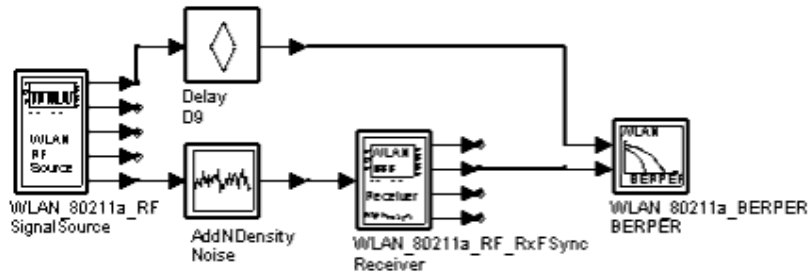 Delay
D9
WLAN
RF
Source
WLAN_80211a_RF
SignalSource
AddNDensity
Noise
WLAN
Receiver
WLAN_80211a_RF_RxFSync
Receiver
WLAN
BERPER
WLAN_80211a_BERPER
BERPER